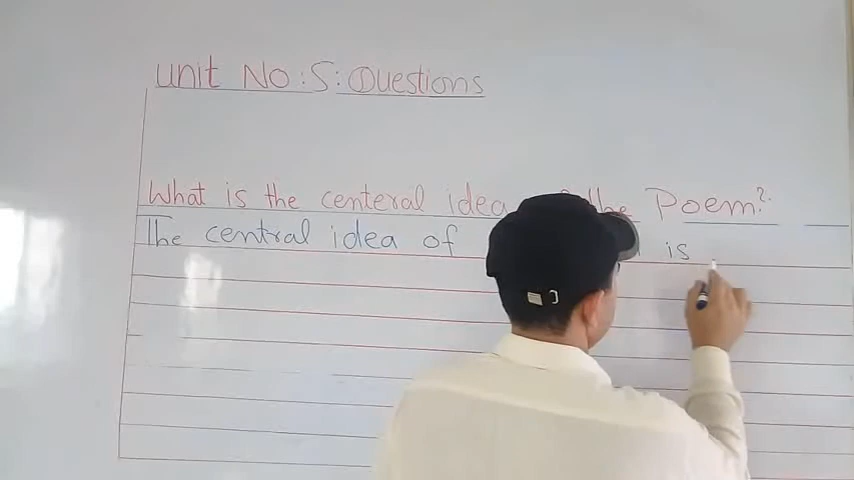 Unit No : 5 : Questions
What is the centeral idea the Poem?
The central idea of is